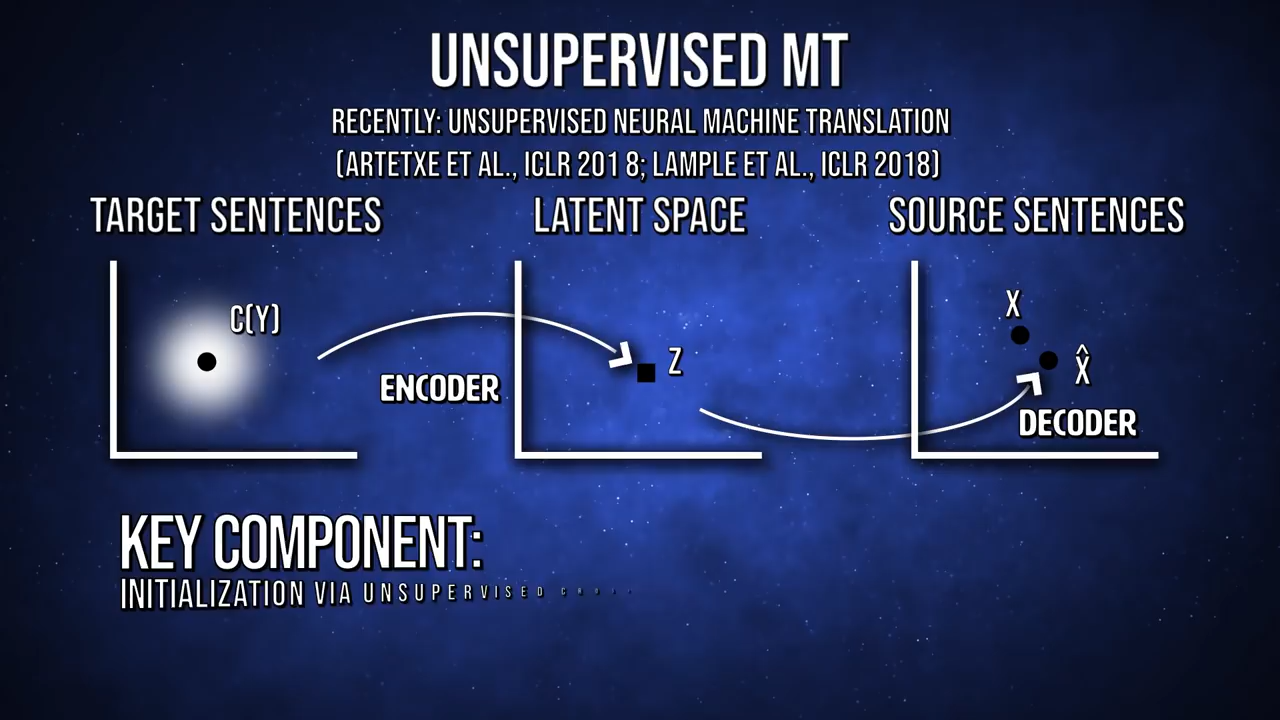 UNSUPERVISED MT
RECENTLY: UNSUPERVISED NEURAL MACHINE TRANSLATION
(ARTETXE ET AL., ICLR 201 8; LAMPLE ET AL., ICLR 2018)
TARGET SENTENCES
LATENT SPACE
SOURCE SENTENCES
C(Y)
ENCODER
Z
X
X̂
DECODER
KEY COMPONENT:
INITIALIZATION VIA UNSUPERVISED